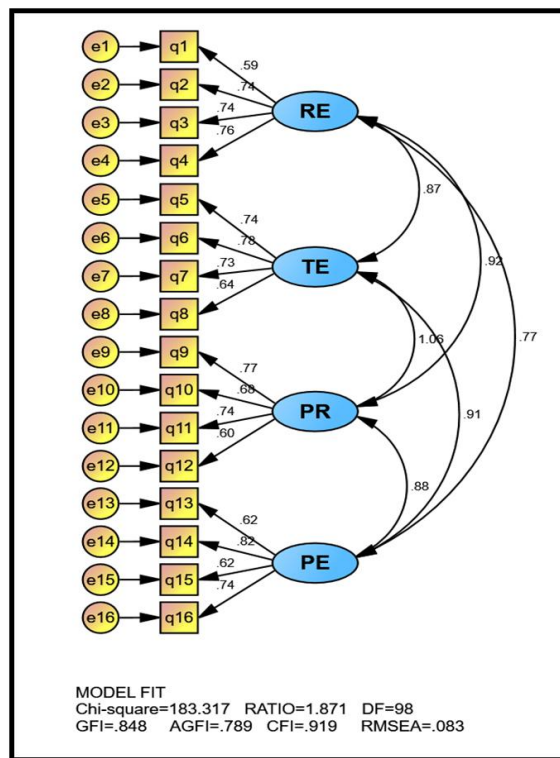 e1 q1
.59
e2 q2
.74
e3 q3
.74
RE
.76
e4 q4
e5 q5
.87
.74
e6 q6
.78
.92
e7 q7
.73
TE
.64
e8 q8
1.06
.77
e9 q9
.77
e10 q10
.68
.91
e11 q11
.74
PR
.60
e12 q12
.88
e13 q13
.62
e14 q14
.82
PE
e15 q15
.62
.74
e16 q16
MODEL FIT
Chi-square=183.317 RATIO=1.871 DF=98
GFI=.848 AGFI=.789 CFI=.919 RMSEA=.083